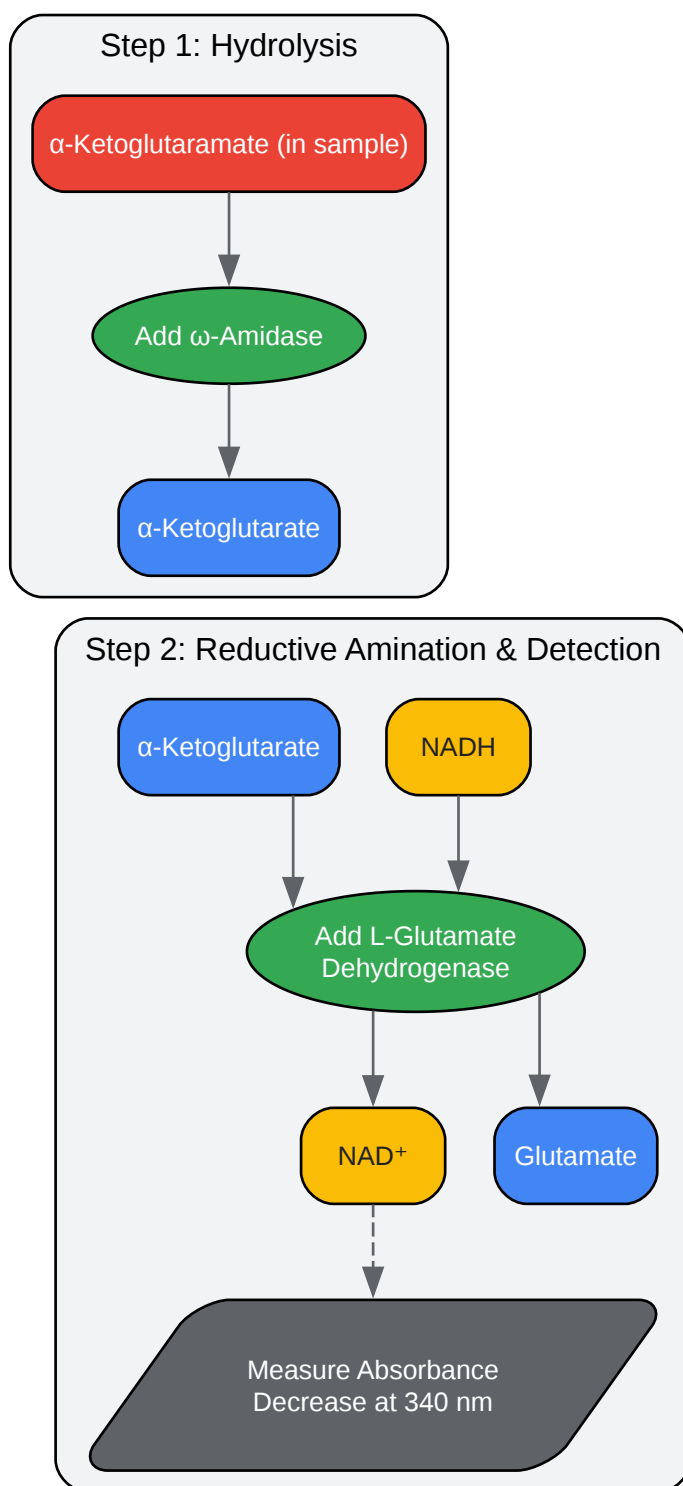 Step 1: Hydrolysis
α-Ketoglutaramate (in sample)
Add ω-Amidase
α-Ketoglutarate
Step 2: Reductive Amination & Detection
α-Ketoglutarate
NADH
Add L-Glutamate
Dehydrogenase
NAD⁺
Glutamate
Measure Absorbance
Decrease at 340 nm